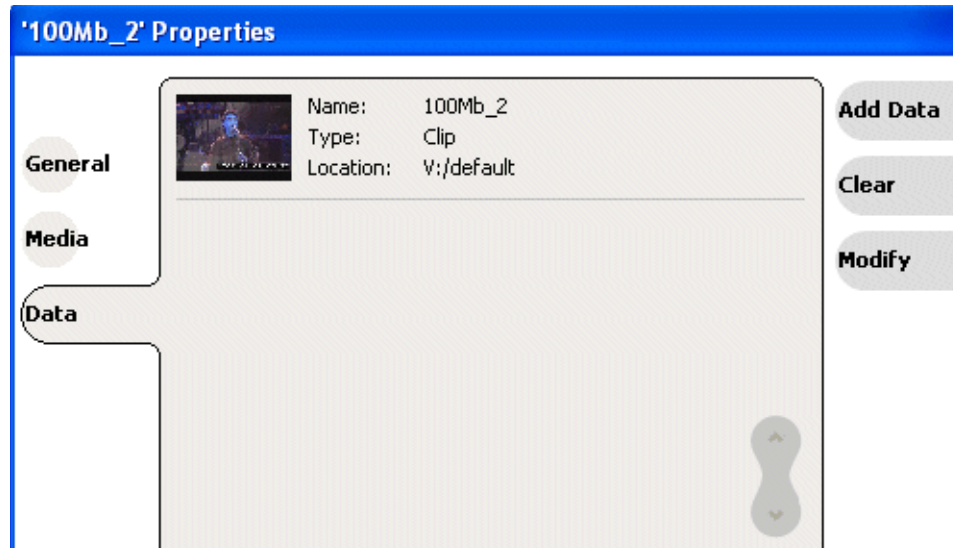 '100Mb_2' Properties
General
Media
Data
Name: 100Mb_2
Type: Clip
Location: V:/default
Add Data
Clear
Modify